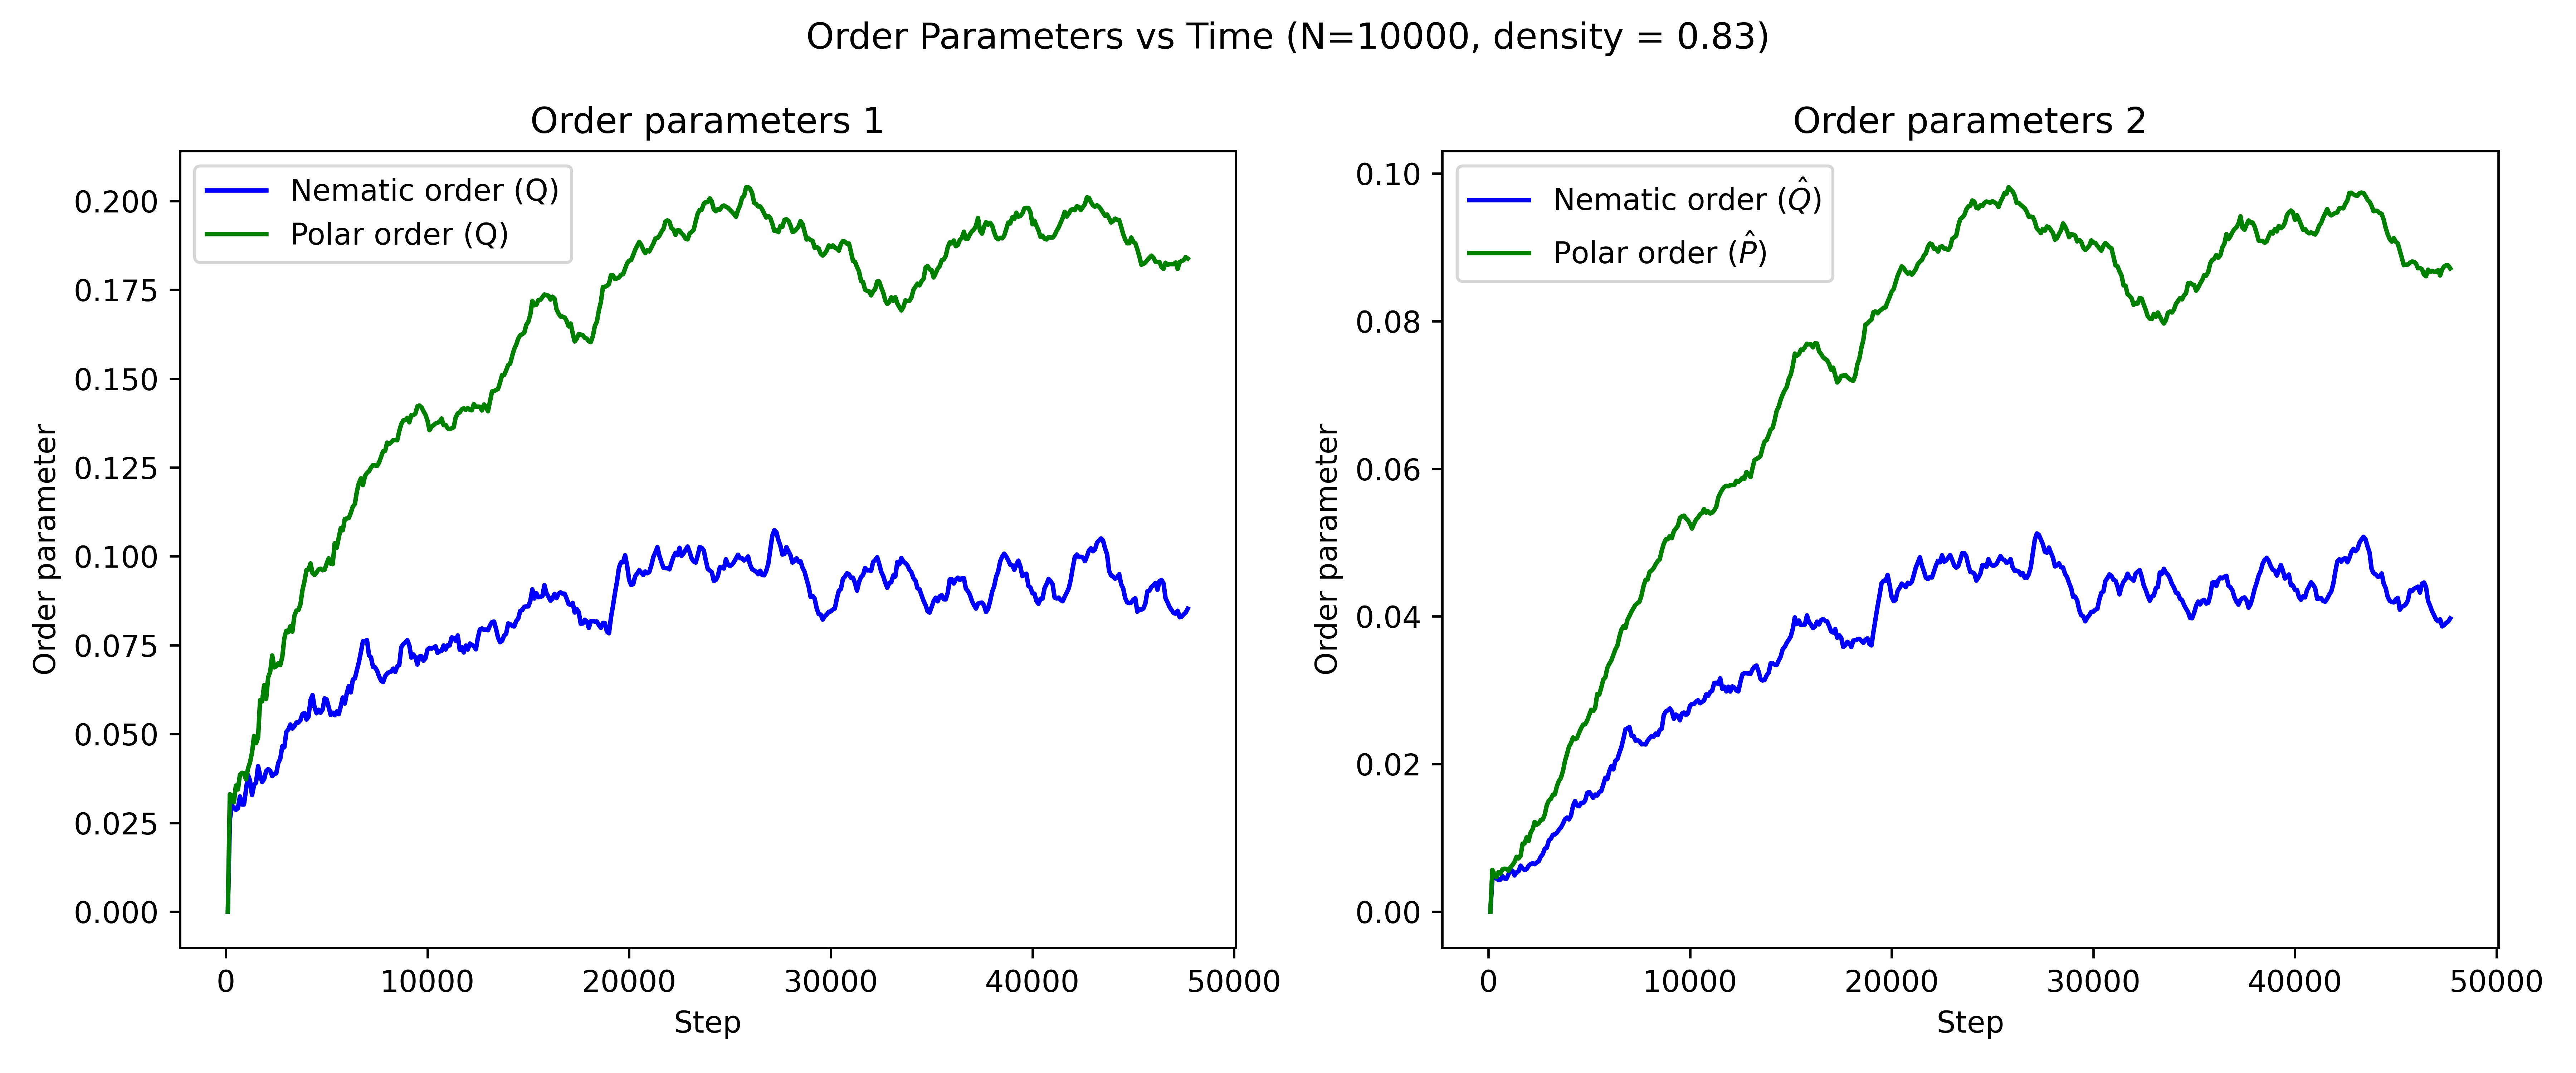 Order Parameters vs Time (N=10000, density = 0.83)
Order parameters 1
Nematic order (Q)
Polar order (Q)
0.200
0.175
0.150
0.125
0.100
0.075
0.050
0.025
0.000
Order parameter
0 10000 20000 30000 40000 50000
Step
Order parameters 2
Nematic order (Q̂)
Polar order (P̂)
0.10
0.08
0.06
0.04
0.02
0.00
Order parameter
0 10000 20000 30000 40000 50000
Step